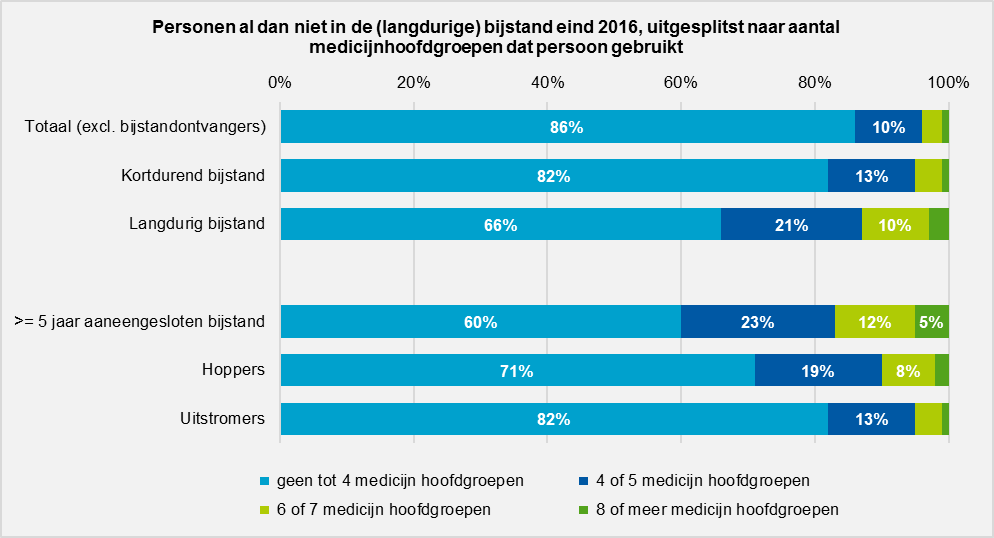 Personen al dan niet in de (langdurige) bijstand eind 2016, uitgesplitst naar aantal
medicijnhoofdgroepen dat persoon gebruikt
0% 20% 40% 60% 80% 100%
Totaal (excl. bijstandontvangers) 86% 10%
Kortdurend bijstand 82% 13%
Langdurig bijstand 66% 21% 10%
>= 5 jaar aaneengesloten bijstand 60% 23% 12% 5%
Hoppers 71% 19% 8%
Uitstromers 82% 13%
geen tot 4 medicijn hoofdgroepen 4 of 5 medicijn hoofdgroepen
6 of 7 medicijn hoofdgroepen 8 of meer medicijn hoofdgroepen